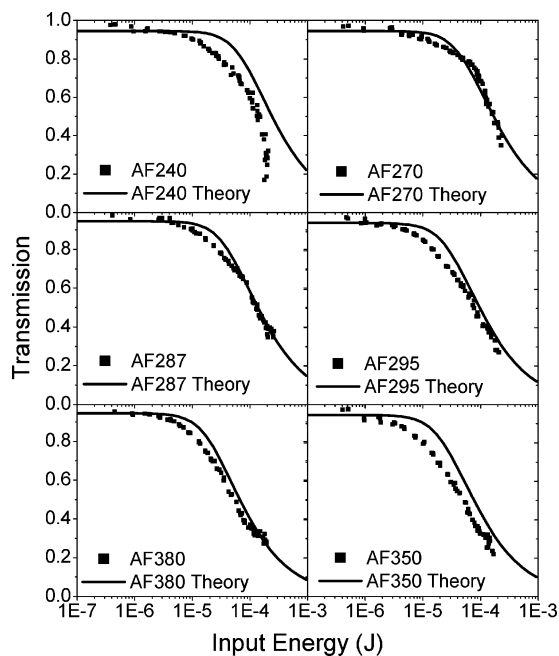 Transmission
1.0
0.8
0.6
0.4
0.2
0.0
AF240
AF240 Theory
AF270
AF270 Theory
0.8
0.6
0.4
0.2
0.0
AF287
AF287 Theory
AF295
AF295 Theory
0.8
0.6
0.4
0.2
0.0
AF380
AF380 Theory
AF350
AF350 Theory
1E-7 1E-6 1E-5 1E-4 1E-3 1E-6 1E-5 1E-4 1E-3
Input Energy (J)